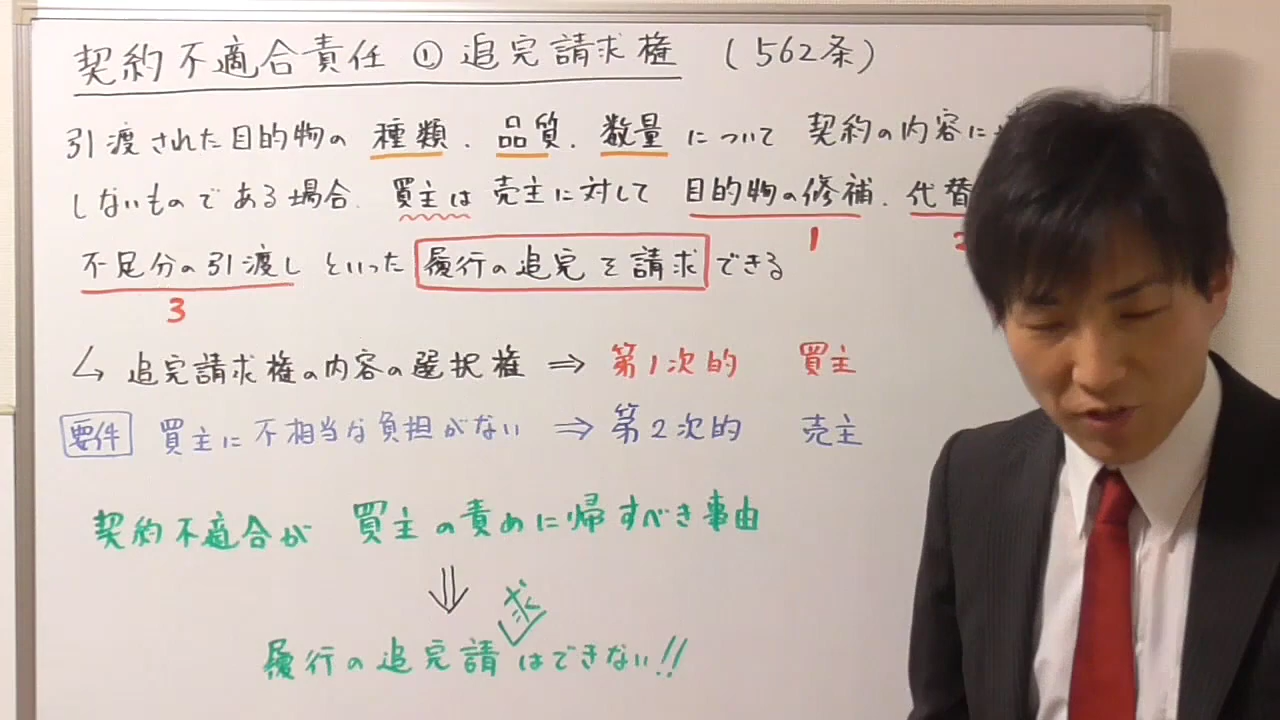 契約不適合責任 ① 追完請求権 (562条)
引渡された目的物の 種類、品質、数量 について 契約の内容に
しないものである場合、買主は 売主に対して 目的物の修補、代替
1
不足分の引渡し といった 履行の追完を請求 できる
3
↳ 追完請求権の内容の選択権 ⇒ 第1次的 買主
要件 買主に不相当な負担がない ⇒ 第2次的 売主
契約不適合が 買主の責めに帰すべき事由
⇓
履行の追完請求はできない!!